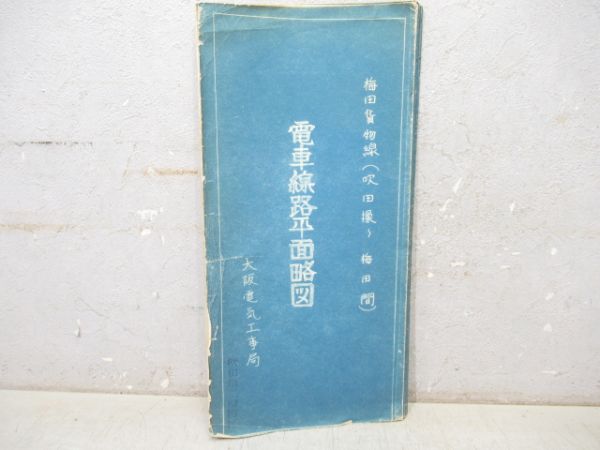 梅田貨物線(吹田操〜梅田間)
電車線路平面略図
大阪電気工事局